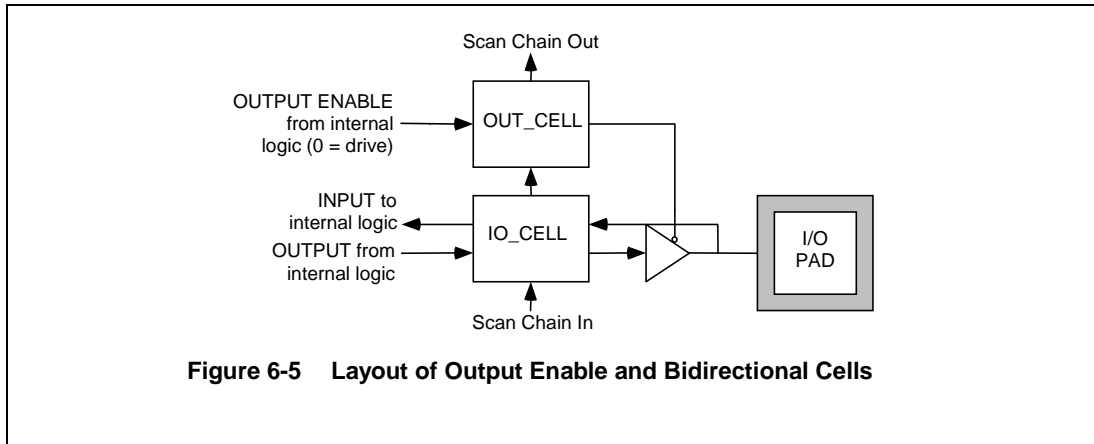 Scan Chain Out
OUTPUT ENABLE
from internal
logic (0 = drive)
OUT_CELL
INPUT to
internal logic
OUTPUT from
internal logic
IO_CELL
I/O
PAD
Scan Chain In
Figure 6-5 Layout of Output Enable and Bidirectional Cells